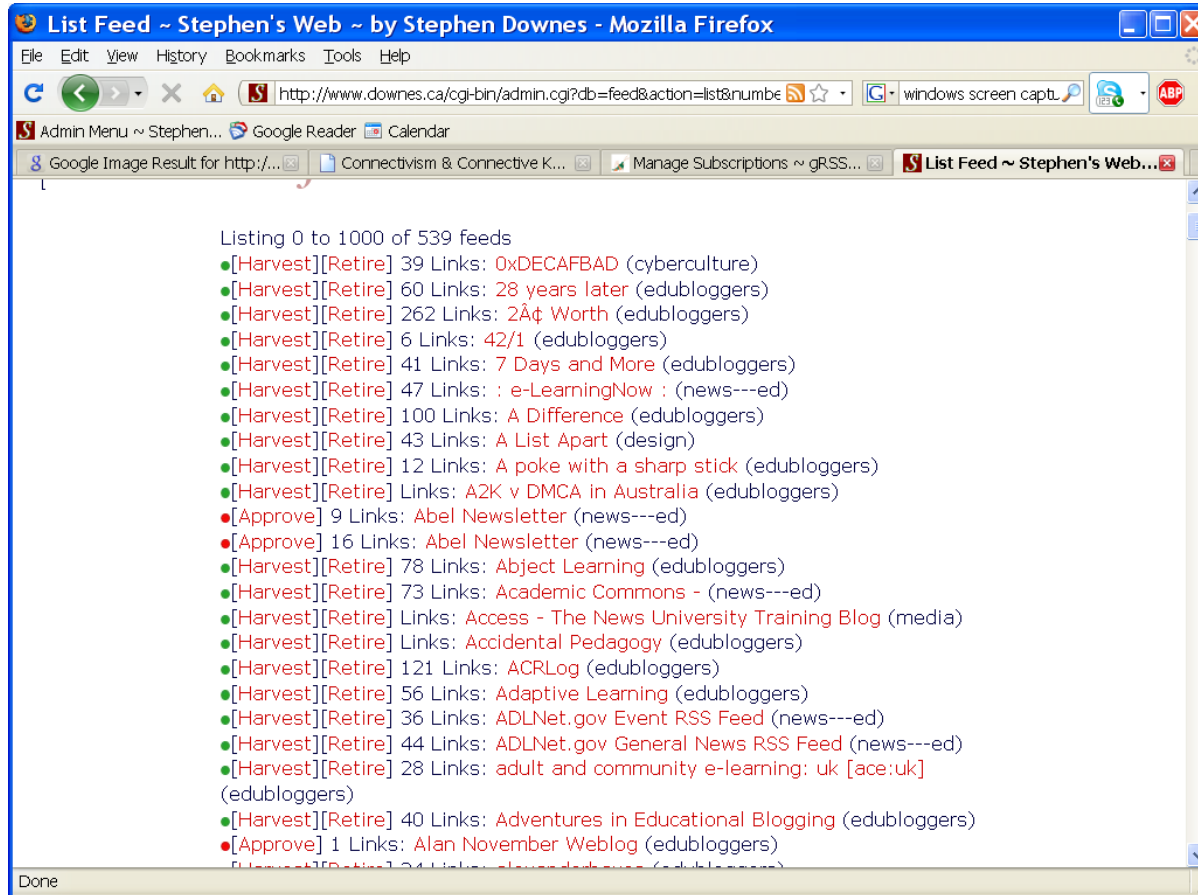 List Feed ~ Stephen's Web ~ by Stephen Downes - Mozilla Firefox
File Edit View History Bookmarks Tools Help
S http://www.downes.ca/cgi-bin/admin.cgi?db=feed&action=list&numbe G windows screen captu 123 ABP
S Admin Menu ~ Stephen... Google Reader Calendar
Google Image Result for http:/... Connectivism & Connective K... Manage Subscriptions ~ gRSS... S List Feed ~ Stephen's Web...
Listing 0 to 1000 of 539 feeds
●[Harvest][Retire] 39 Links: 0xDECAFBAD (cyberculture)
●[Harvest][Retire] 60 Links: 28 years later (edubloggers)
●[Harvest][Retire] 262 Links: 2Â¢ Worth (edubloggers)
●[Harvest][Retire] 6 Links: 42/1 (edubloggers)
●[Harvest][Retire] 41 Links: 7 Days and More (edubloggers)
●[Harvest][Retire] 47 Links: : e-LearningNow : (news---ed)
●[Harvest][Retire] 100 Links: A Difference (edubloggers)
●[Harvest][Retire] 43 Links: A List Apart (design)
●[Harvest][Retire] 12 Links: A poke with a sharp stick (edubloggers)
●[Harvest][Retire] Links: A2K v DMCA in Australia (edubloggers)
●[Approve] 9 Links: Abel Newsletter (news---ed)
●[Approve] 16 Links: Abel Newsletter (news---ed)
●[Harvest][Retire] 78 Links: Abject Learning (edubloggers)
●[Harvest][Retire] 73 Links: Academic Commons - (news---ed)
●[Harvest][Retire] Links: Access - The News University Training Blog (media)
●[Harvest][Retire] Links: Accidental Pedagogy (edubloggers)
●[Harvest][Retire] 121 Links: ACRLog (edubloggers)
●[Harvest][Retire] 56 Links: Adaptive Learning (edubloggers)
●[Harvest][Retire] 36 Links: ADLNet.gov Event RSS Feed (news---ed)
●[Harvest][Retire] 44 Links: ADLNet.gov General News RSS Feed (news---ed)
●[Harvest][Retire] 28 Links: adult and community e-learning: uk [ace:uk]
(edubloggers)
●[Harvest][Retire] 40 Links: Adventures in Educational Blogging (edubloggers)
●[Approve] 1 Links: Alan November Weblog (edubloggers)
Done